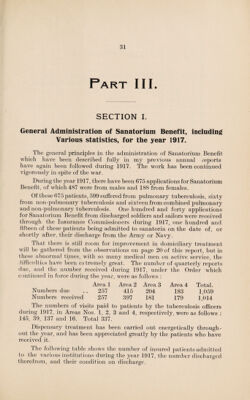 31
PART III.
SECTION I.
General Administration of Sanatorium Benefit, including
Various statistics, for the year 1917.
The general principles in the administration of Sanatorium Benefit
which have been described fully in my previous annual reports
have again been followed during 1917. The work has been continued
vigorously in spite of the war.
During the year 1917, there have been 675 applications for Sanatorium
Benefit, of which 487 were from males and 188 from females.
Of these 675 patients, 599 suffered from pulmonary tuberculosis, sixty
from non-pulmonary tuberculosis and sixteen from combined pulmonary
and non-pulmonary tuberculosis. One hundred and forty applications
for Sanatorium Benefit from discharged soldiers and sailors were received
through the Insurance Commissioners during 1917, one hundred and
fifteen of these patients being admitted to sanatoria on the date of, or
shortly after, their discharge from the Army or Navy.
That there is still room for improvement in domiciliary treatment
will be gathered from the observations on page 20 of this report, but in
these abnormal times, with so many medical men on active service, the
difficulties have been extremely great. The number of quarterly reports
due, and the number received during 1917, under the Order which
continued in force during the year, were as follows:
Area 1 Area 2 Area 3 Area 4 Total.
Numbers due .. 257 415 204 183 1,059
Numbers received 257 397 181 179 1,014
The numbers of visits paid to patients by the tuberculosis officers
during 1917, in Areas Nos. 1, 2, 3 and 4, respectively, were as follows:
145, 39, 137 and 16. Total 337.
Dispensary treatment has been carried out energetically through-
out the year, and has been appreciated greatly by the patients who have
received it.
The following table shows the number of insured patients admitted
to the various institutions during the year 1917, the number discharged
therefrom, and their condition on discharge.